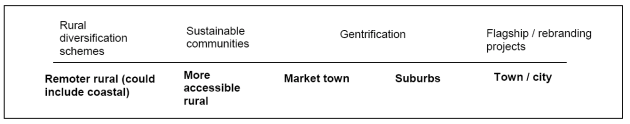 Rural
diversification
schemes
Sustainable
communities
Gentrification
Flagship / rebranding
projects
Remoter rural (could
include coastal)
More
accessible
rural
Market town
Suburbs
Town / city